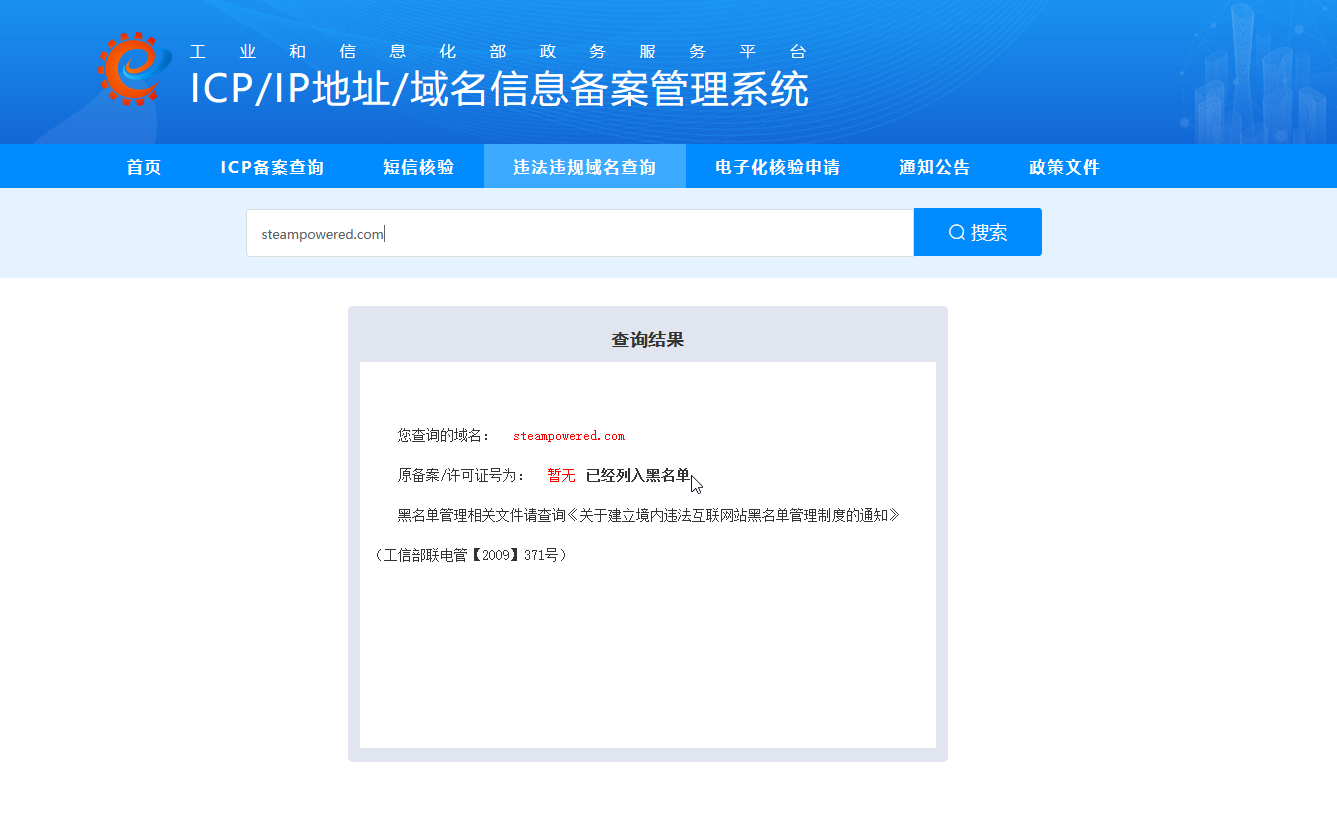 工业和信息化部政务服务平台
ICP/IP地址/域名信息备案管理系统
首页 ICP备案查询 短信核验 违法违规域名查询 电子化核验申请 通知公告 政策文件
steampowered.com 搜索
查询结果
您查询的域名： steampowered.com
原备案/许可证号为： 暂无 已经列入黑名单
黑名单管理相关文件请查询《关于建立境内违法互联网站黑名单管理制度的通知》
（工信部联电管【2009】371号）